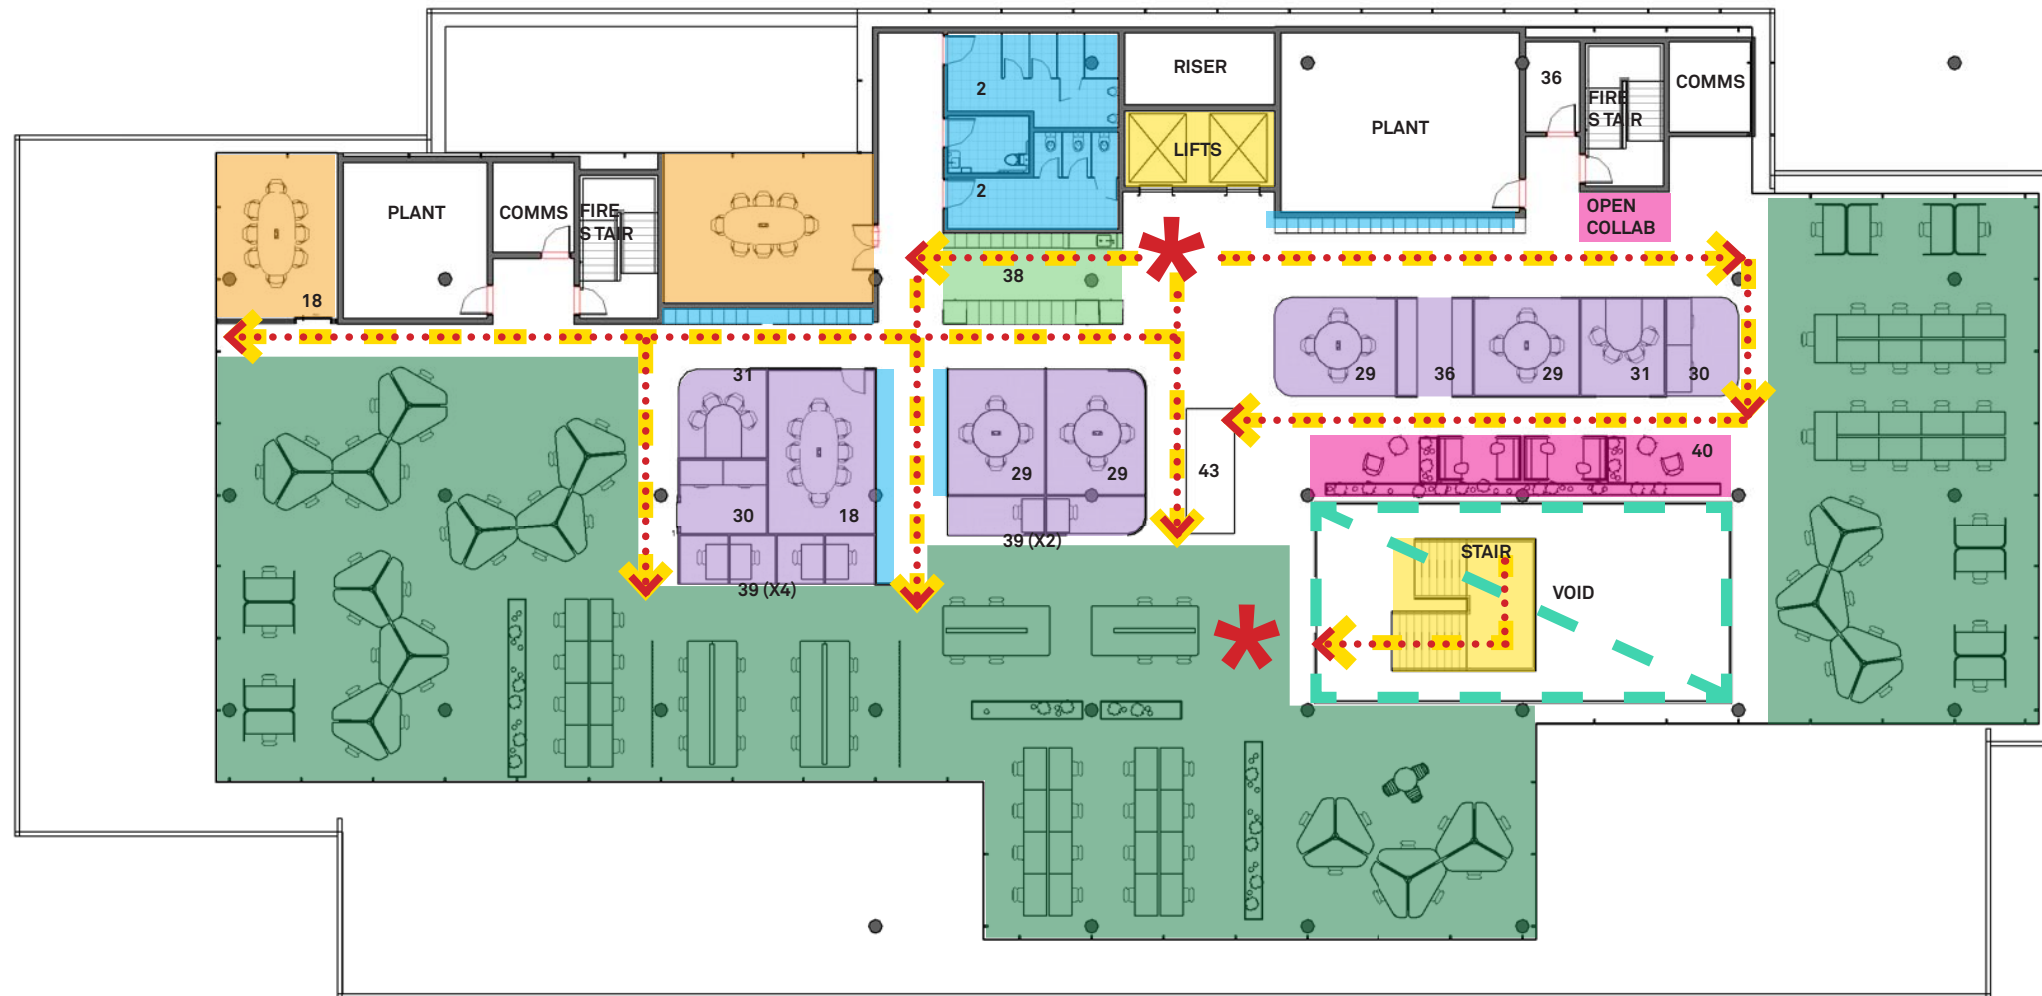 RISER
36
COMMS
FIRE
STAIR
2
PLANT
LIFTS
2
OPEN
COLLAB
PLANT
COMMS
FIRE
STAIR
38
18
31
29
36
29
31
30
40
29
29
43
30
18
39 (X2)
STAIR
VOID
39 (X4)